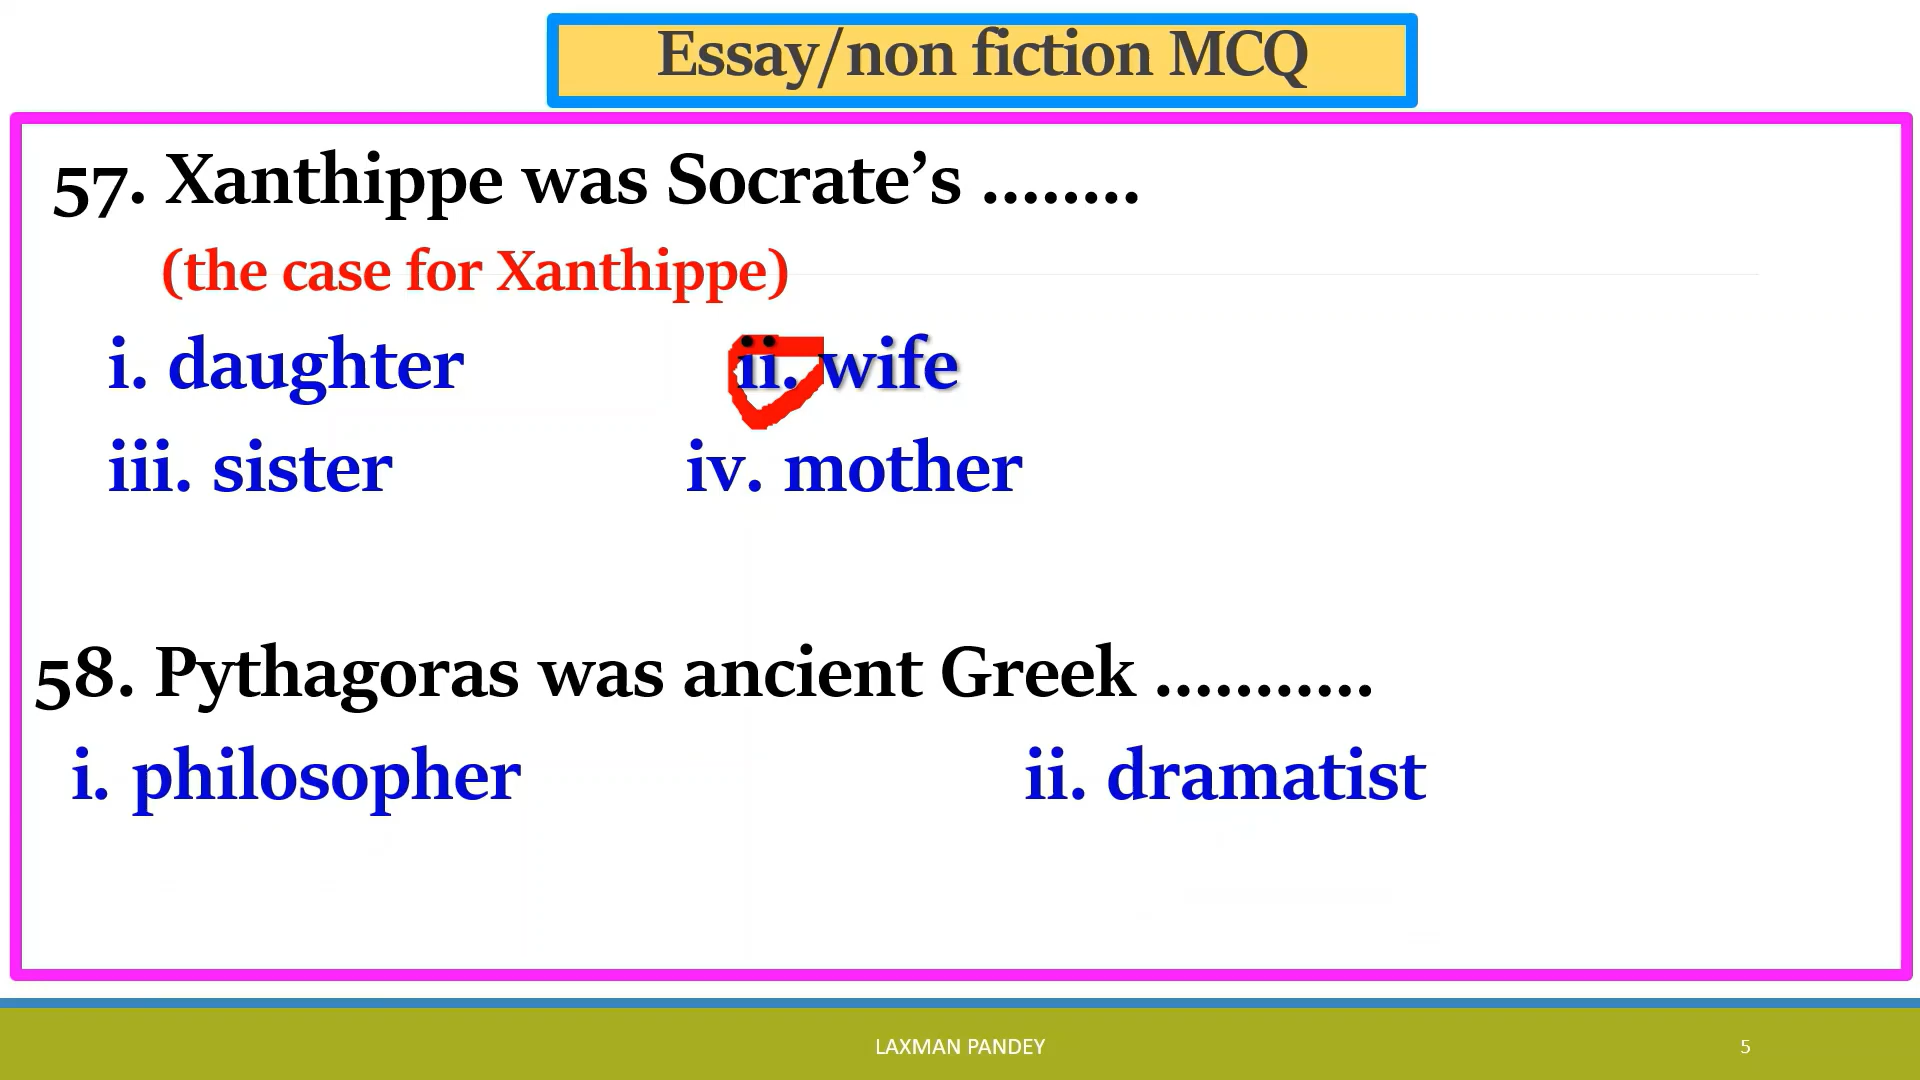 Essay/non fiction MCQ
57. Xanthippe was Socrate’s ........
(the case for Xanthippe)
i. daughter ii. wife
iii. sister iv. mother
58. Pythagoras was ancient Greek ...........
i. philosopher ii. dramatist
LAXMAN PANDEY 5